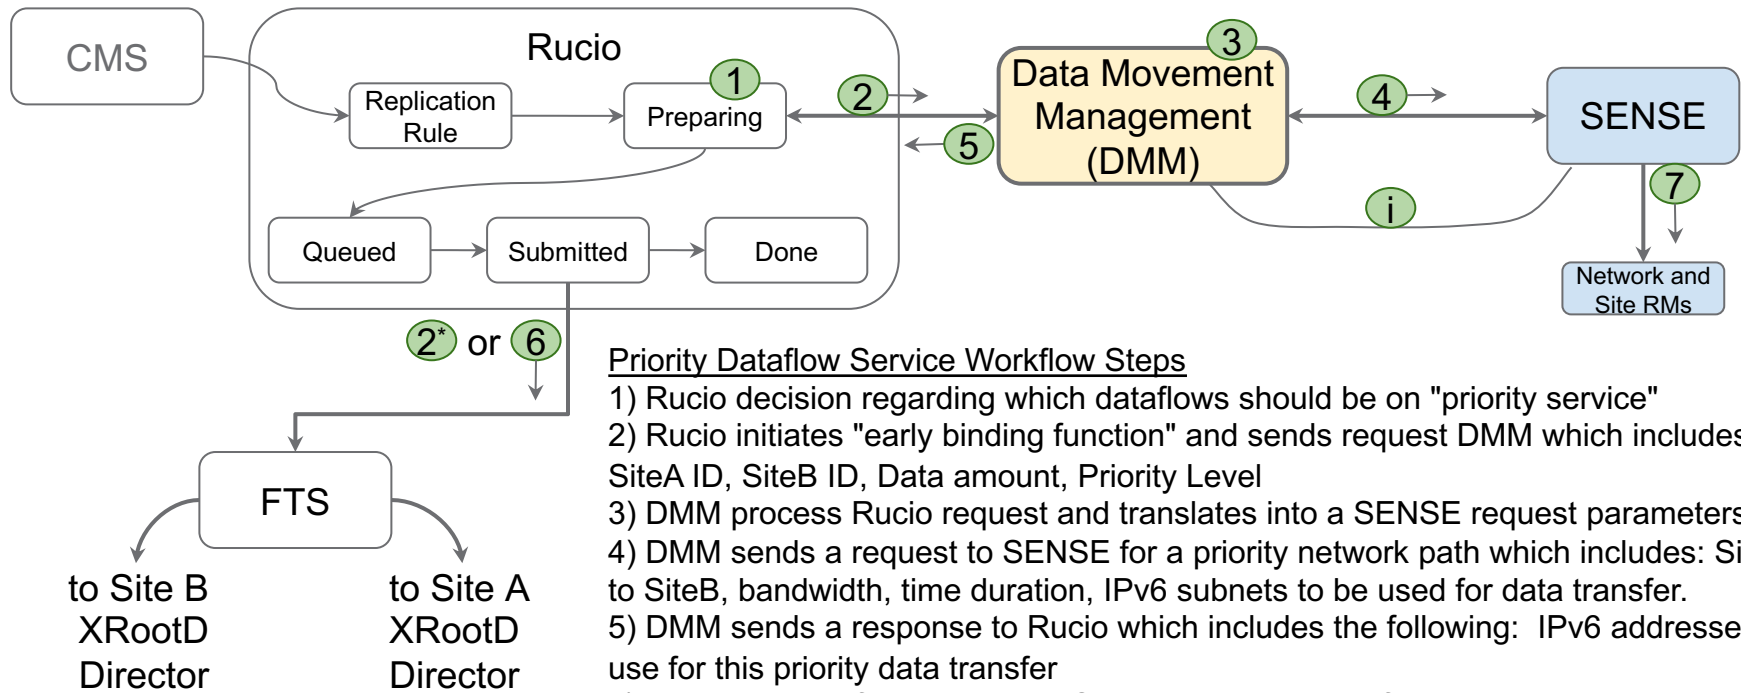 CMS
Rucio
Replication
Rule
1
Preparing
2
5
3
Data Movement
Management
(DMM)
4
SENSE
i
7
Network and
Site RMs
Queued
Submitted
Done
2* or 6
FTS
to Site B
XRootD
Director
to Site A
XRootD
Director
Priority Dataflow Service Workflow Steps
1) Rucio decision regarding which dataflows should be on "priority service"
2) Rucio initiates "early binding function" and sends request DMM which includes
SiteA ID, SiteB ID, Data amount, Priority Level
3) DMM process Rucio request and translates into a SENSE request parameters
4) DMM sends a request to SENSE for a priority network path which includes: Si
to SiteB, bandwidth, time duration, IPv6 subnets to be used for data transfer.
5) DMM sends a response to Rucio which includes the following: IPv6 addresse
use for this priority data transfer